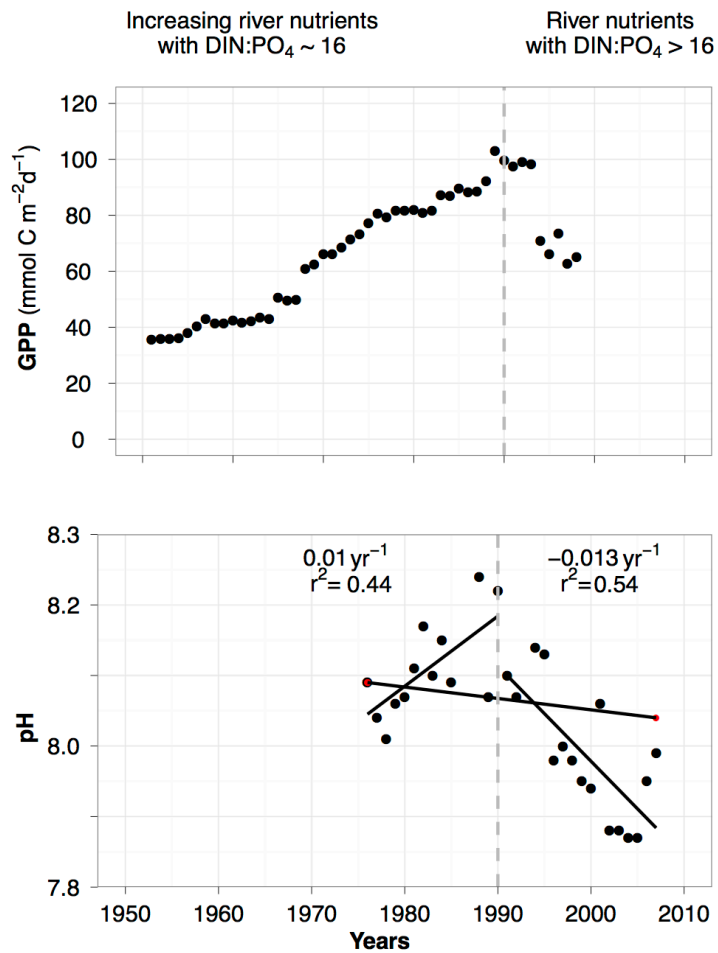 Increasing river nutrients
with DIN:PO₄ ~ 16
River nutrients
with DIN:PO₄ > 16
120
100
80
60
40
20
0
GPP (mmol C m⁻²d⁻¹)
8.3
8.2
8.0
7.8
pH
0.01 yr⁻¹
r²= 0.44
−0.013 yr⁻¹
r²=0.54
1950 1960 1970 1980 1990 2000 2010
Years